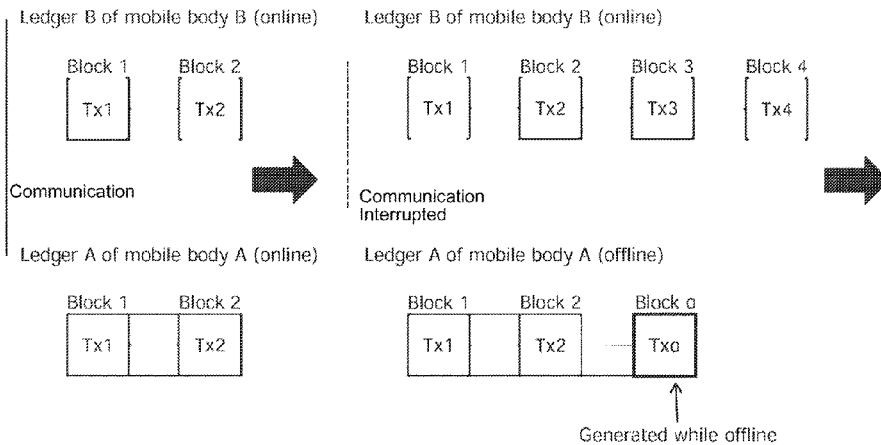 Ledger B of mobile body B (online)
Block 1 Block 2
Tx1 Tx2
Communication
Ledger A of mobile body A (online)
Block 1 Block 2
Tx1 Tx2
Ledger B of mobile body B (online)
Block 1 Block 2 Block 3 Block 4
Tx1 Tx2 Tx3 Tx4
Communication
Interrupted
Ledger A of mobile body A (offline)
Block 1 Block 2 Block α
Tx1 Tx2 Txα
Generated while offline